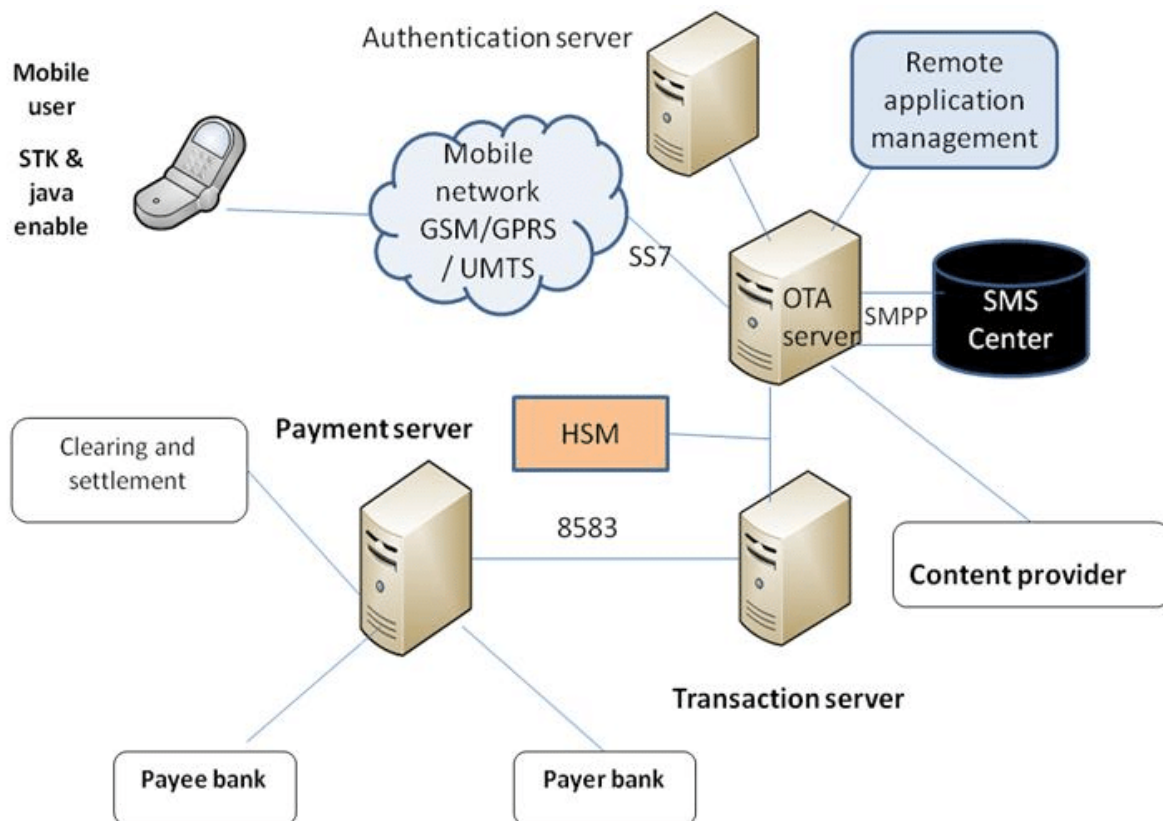 Authentication server
Mobile
user
STK &
java
enable
Remote
application
management
Mobile
network
GSM/GPRS
/ UMTS
SS7
OTA
server
SMPP
SMS
Center
HSM
Payment server
Clearing and
settlement
8583
Content provider
Transaction server
Payee bank
Payer bank